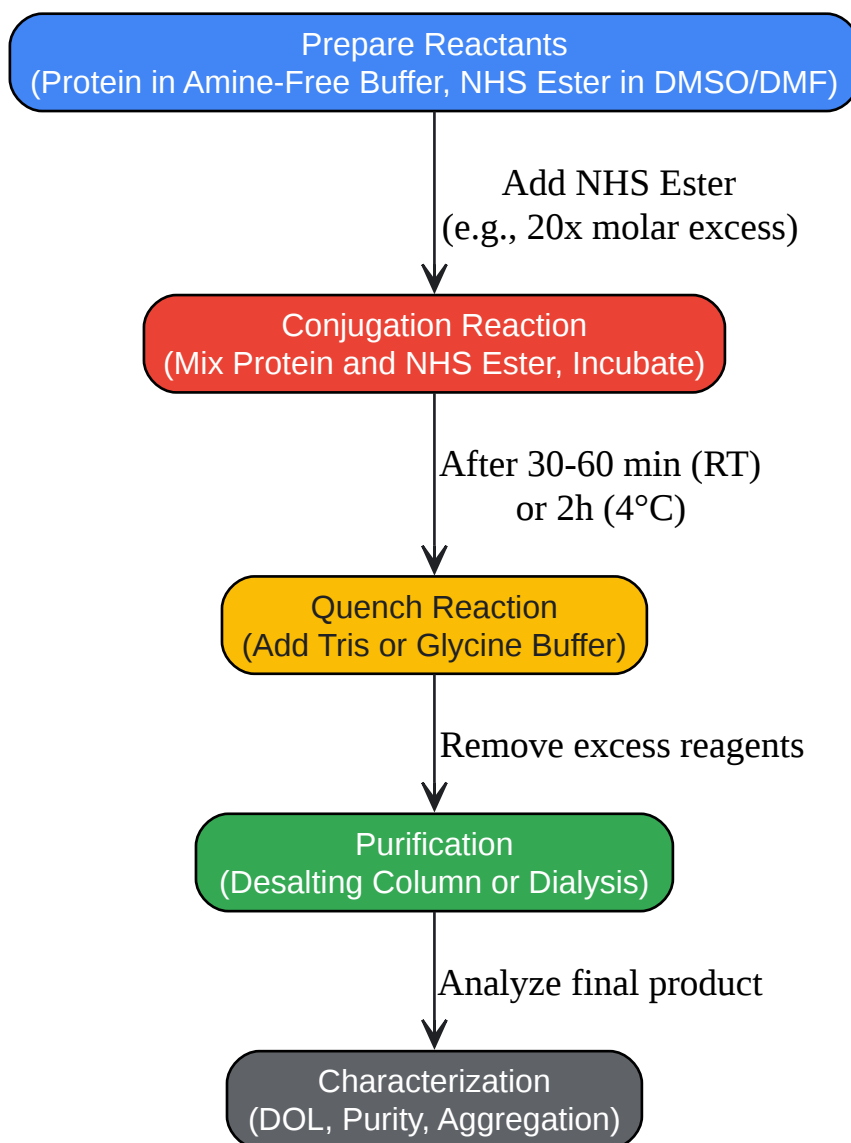 Prepare Reactants
(Protein in Amine-Free Buffer, NHS Ester in DMSO/DMF)
Add NHS Ester
(e.g., 20x molar excess)
Conjugation Reaction
(Mix Protein and NHS Ester, Incubate)
After 30-60 min (RT)
or 2h (4°C)
Quench Reaction
(Add Tris or Glycine Buffer)
Remove excess reagents
Purification
(Desalting Column or Dialysis)
Analyze final product
Characterization
(DOL, Purity, Aggregation)